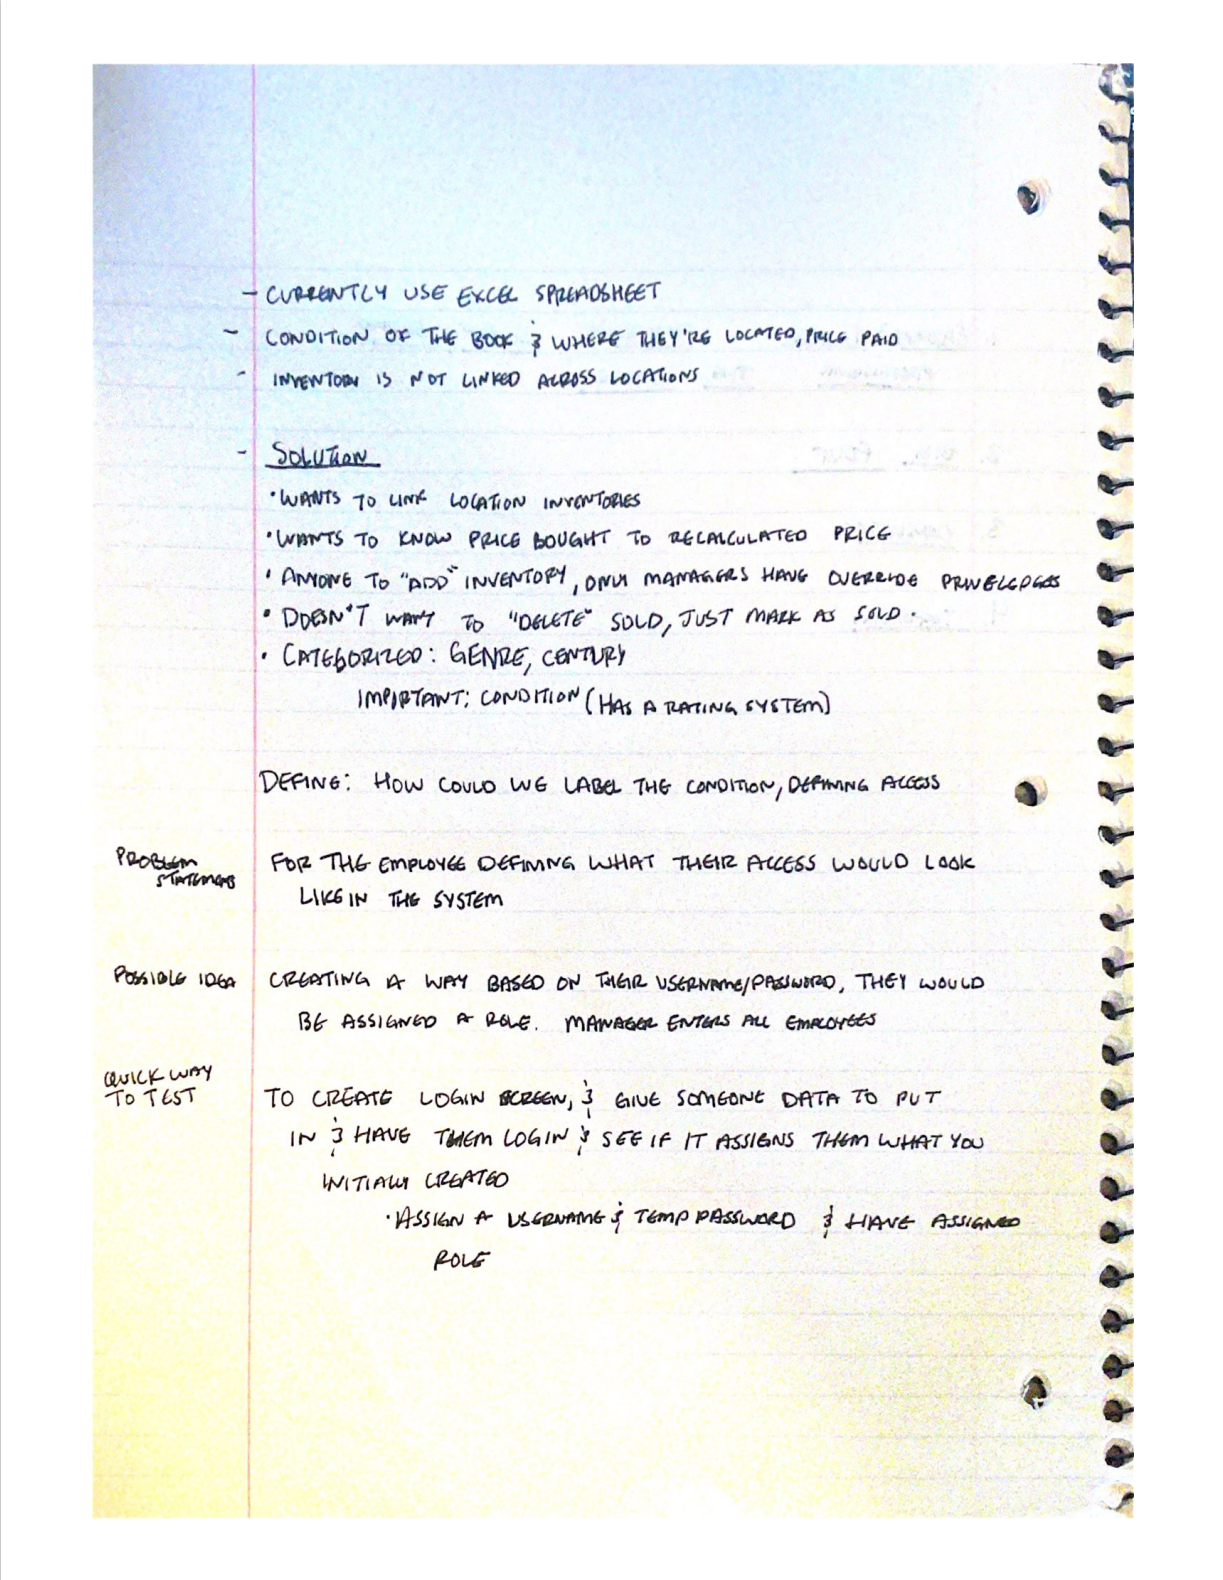 - CURRENTLY USE EXCEL SPREADSHEET
- CONDITION OF THE BOOK & WHERE THEY'RE LOCATED, PRICE PAID
- INVENTORY IS NOT LINKED ACROSS LOCATIONS
- SOLUTION
• WANTS TO LINK LOCATION INVENTORIES
• WANTS TO KNOW PRICE BOUGHT TO RECALCULATED PRICE
• ANYONE TO "ADD" INVENTORY, ONLY MANAGERS HAVE OVERRIDE PRIVELEDGES
• DOESN'T WANT TO "DELETE" SOLD, JUST MARK AS SOLD.
• CATEGORIZED: GENRE, CENTURY
IMPORTANT: CONDITION (HAS A RATING SYSTEM)
DEFINE: HOW COULD WE LABEL THE CONDITION, DEFINING ACCESS
PROBLEM
STATEMENT
FOR THE EMPLOYEE DEFINING WHAT THEIR ACCESS WOULD LOOK
LIKE IN THE SYSTEM
POSSIBLE IDEA
CREATING A WAY BASED ON THEIR USERNAME/PASSWORD, THEY WOULD
BE ASSIGNED A ROLE. MANAGER ENTERS ALL EMPLOYEES
QUICK WAY
TO TEST
TO CREATE LOGIN SCREEN, & GIVE SOMEONE DATA TO PUT
IN & HAVE THEM LOGIN & SEE IF IT ASSIGNS THEM WHAT YOU
INITIALLY CREATED
• ASSIGN A USERNAME & TEMP PASSWORD & HAVE ASSIGNED
ROLE